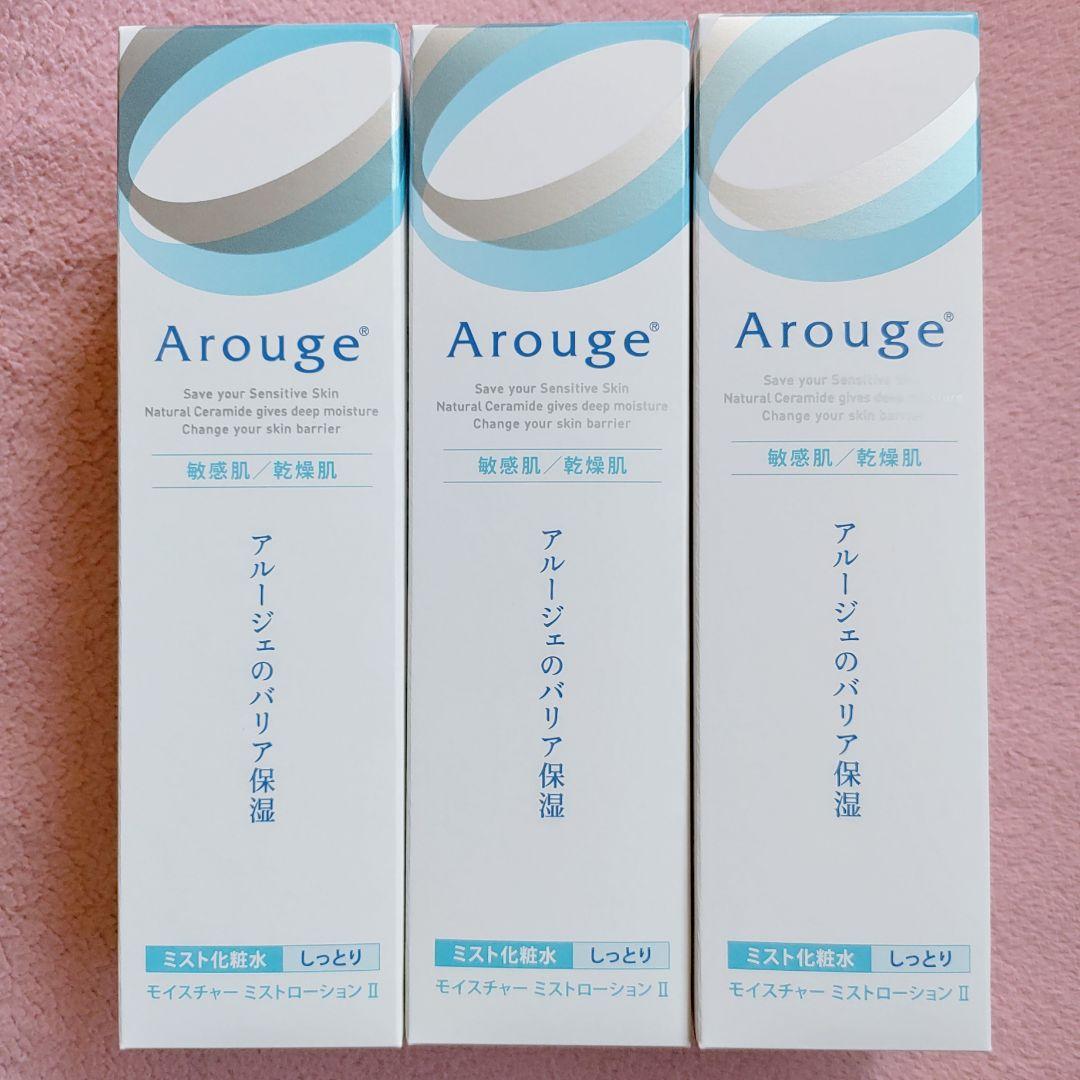 Arouge®
Save your Sensitive Skin
Natural Ceramide gives deep moisture
Change your skin barrier
敏感肌/乾燥肌
アルージェのバリア保湿
ミスト化粧水 しっとり
モイスチャー ミストローション II
Arouge®
Save your Sensitive Skin
Natural Ceramide gives deep moisture
Change your skin barrier
敏感肌/乾燥肌
アルージェのバリア保湿
ミスト化粧水 しっとり
モイスチャー ミストローション II
Arouge®
Save your Sensitive Skin
Natural Ceramide gives deep moisture
Change your skin barrier
敏感肌/乾燥肌
アルージェのバリア保湿
ミスト化粧水 しっとり
モイスチャー ミストローション II